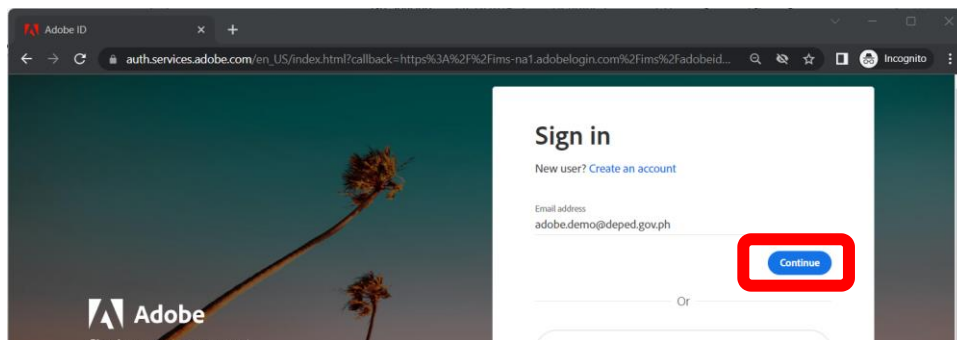 Adobe ID
auth.services.adobe.com/en_US/index.html?callback=https%3A%2F%2Fims-na1.adobelogin.com%2Fims%2Fadobeid...
Incognito
Sign in
New user? Create an account
Email address
adobe.demo@deped.gov.ph
Continue
Or
Adobe